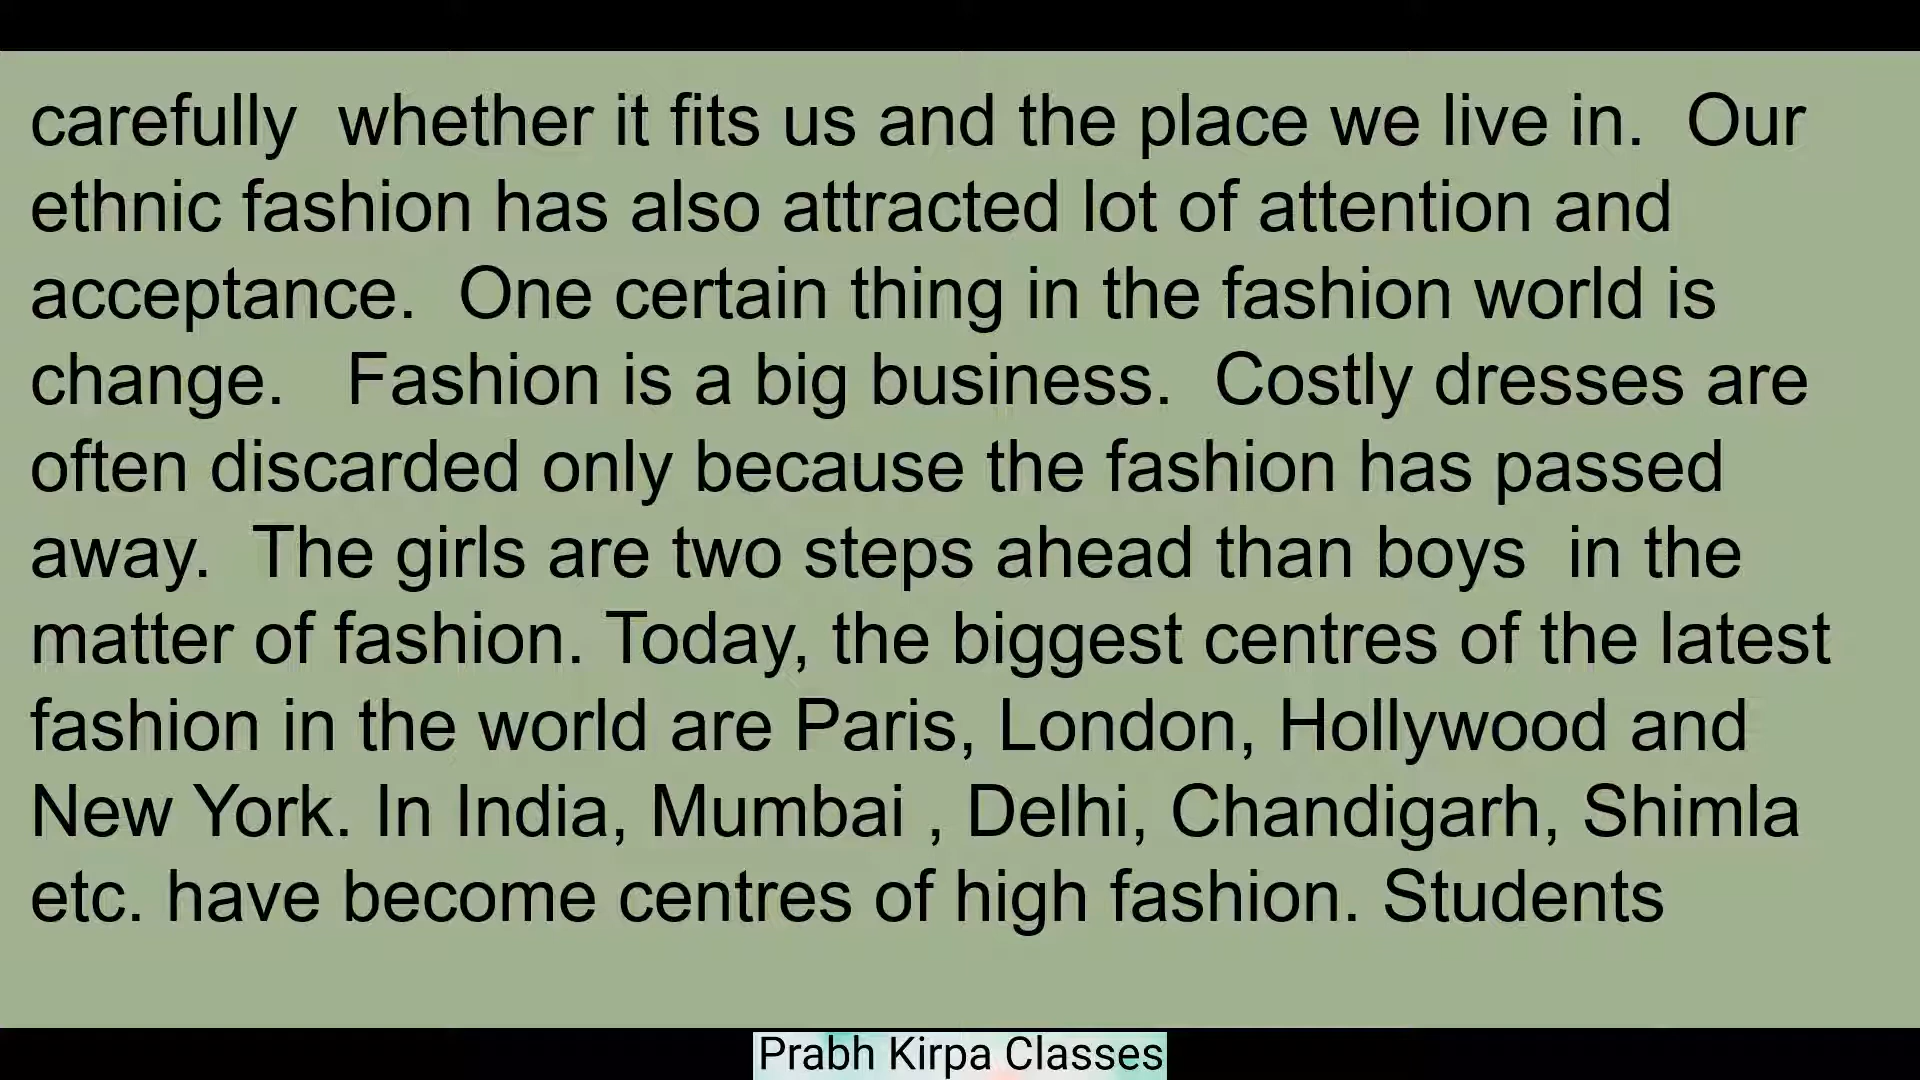 carefully  whether it fits us and the place we live in.  Our
ethnic fashion has also attracted lot of attention and
acceptance.  One certain thing in the fashion world is
change.   Fashion is a big business.  Costly dresses are
often discarded only because the fashion has passed
away.  The girls are two steps ahead than boys  in the
matter of fashion. Today, the biggest centres of the latest
fashion in the world are Paris, London, Hollywood and
New York. In India, Mumbai , Delhi, Chandigarh, Shimla
etc. have become centres of high fashion. Students
Prabh Kirpa Classes